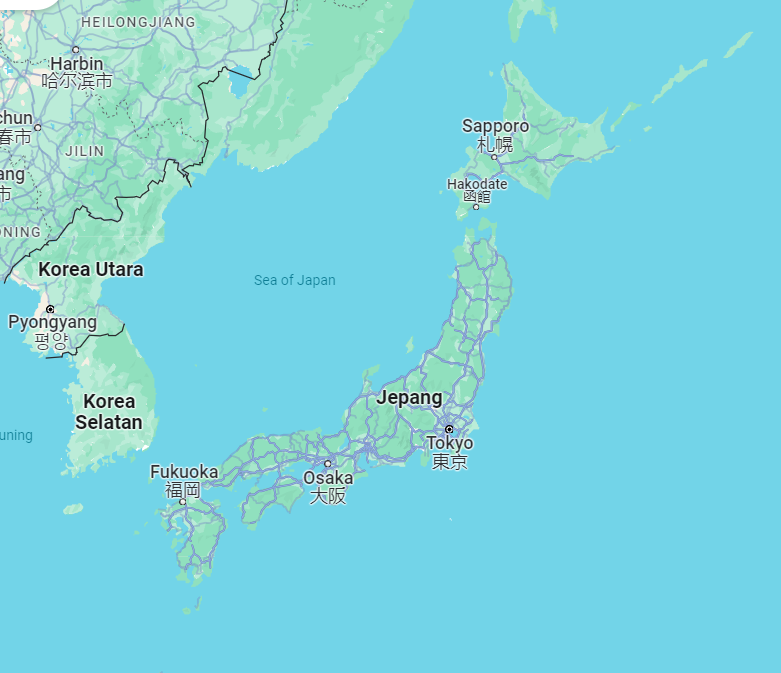 HEILONGJIANG
Harbin
哈尔滨市
chun
春市
JILIN
ang
市
ONING
Sapporo
札幌
Hakodate
函館
Korea Utara
Sea of Japan
Pyongyang
평양
Korea
Selatan
Jepang
Tokyo
東京
uning
Fukuoka
福岡
Osaka
大阪